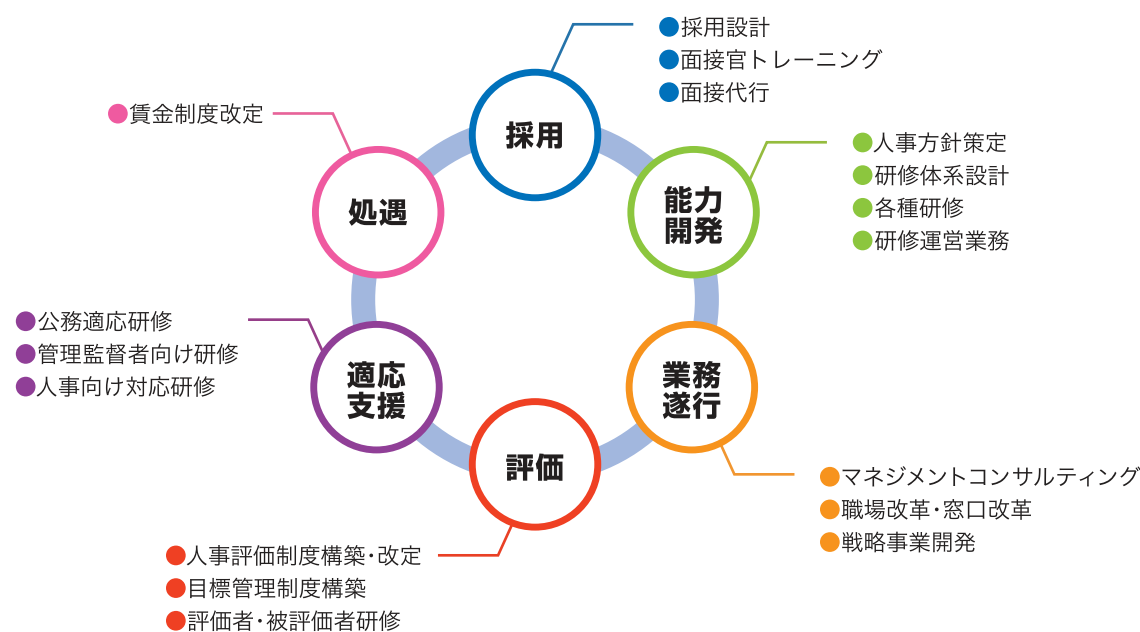 採用
●採用設計
●面接官トレーニング
●面接代行
能力
開発
●人事方針策定
●研修体系設計
●各種研修
●研修運営業務
業務
遂行
●マネジメントコンサルティング
●職場改革・窓口改革
●戦略事業開発
評価
●人事評価制度構築・改定
●目標管理制度構築
●評価者・被評価者研修
適応
支援
●公務適応研修
●管理監督者向け研修
●人事向け対応研修
処遇
●賃金制度改定